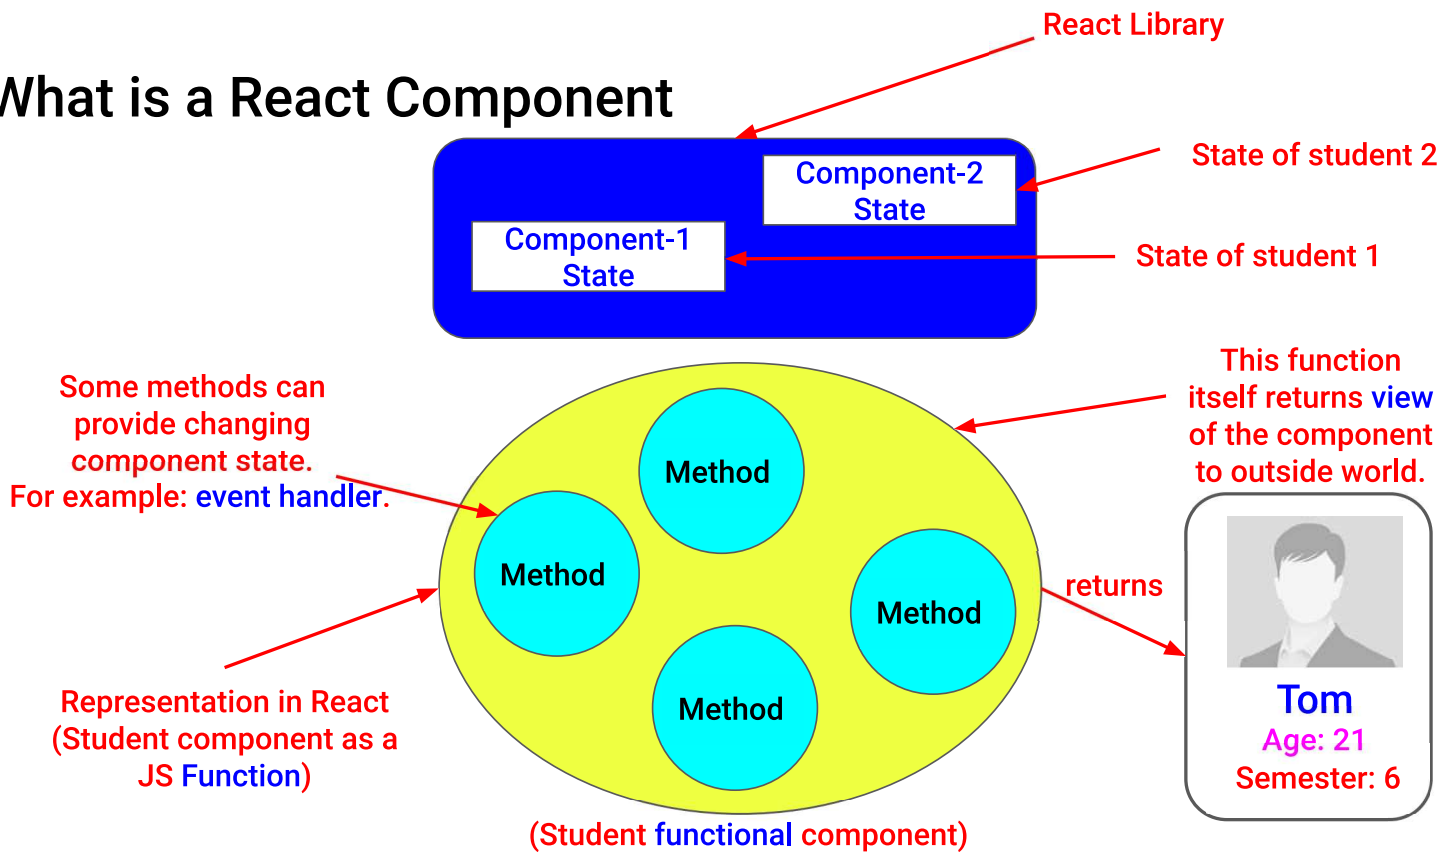 React Library
What is a React Component
Component-2
State
State of student 2
Component-1
State
State of student 1
Some methods can
provide changing
component state.
For example: event handler.
This function
itself returns view
of the component
to outside world.
Method
Method
Method
Method
returns
Representation in React
(Student component as a
JS Function)
Tom
Age: 21
Semester: 6
(Student functional component)